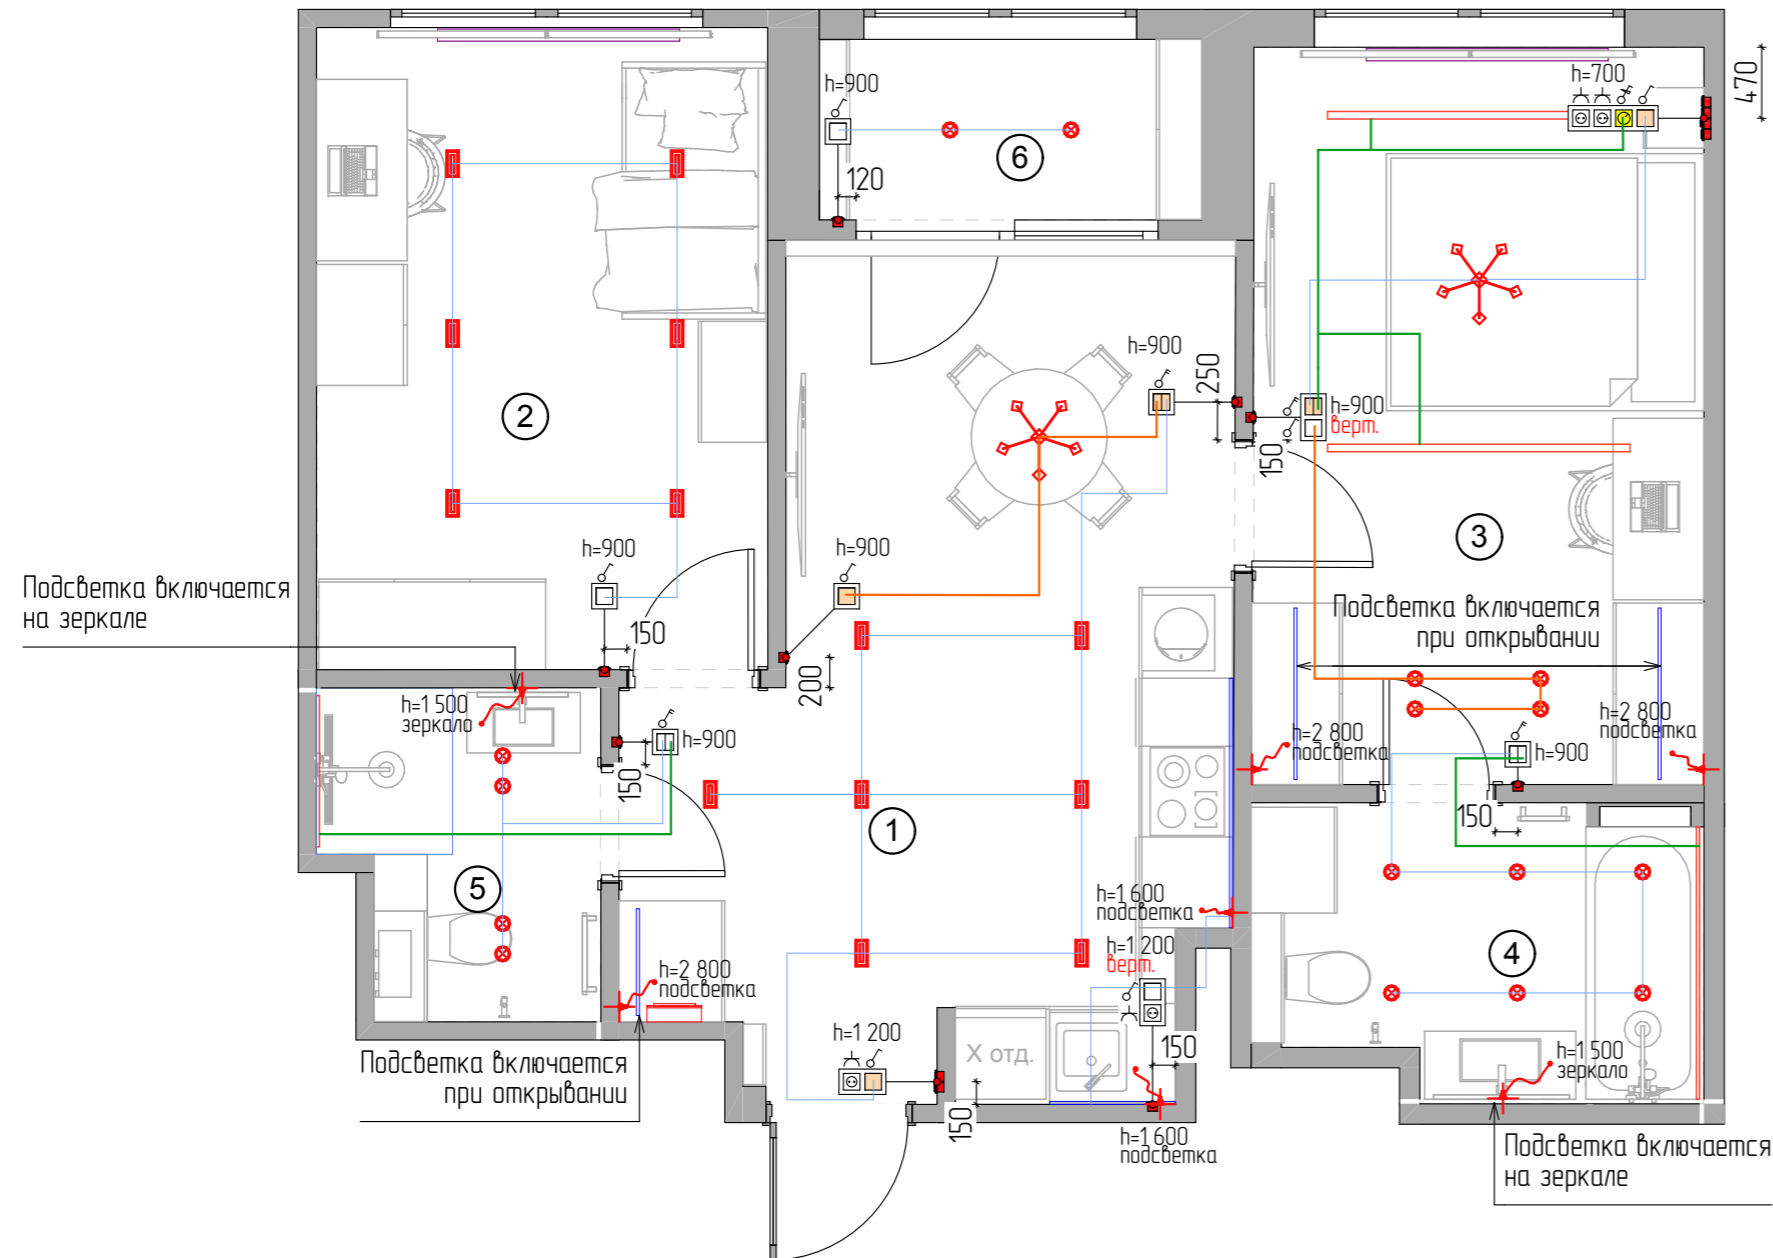 h=900
120
6
h=700
470
2
h=900
250
h=900
верт.
150
h=900
150
h=900
200
3
Подсветка включается
на зеркале
Подсветка включается
при открывании
h=1 500
зеркало
h=900
150
h=2 800
подсветка
h=2 800
подсветка
h=900
150
1
5
4
h=1 600
подсветка
h=1 200
верт.
h=2 800
подсветка
Подсветка включается
при открывании
h=1 200
Х отд.
150
150
h=1 600
подсветка
h=1 500
зеркало
Подсветка включается
на зеркале